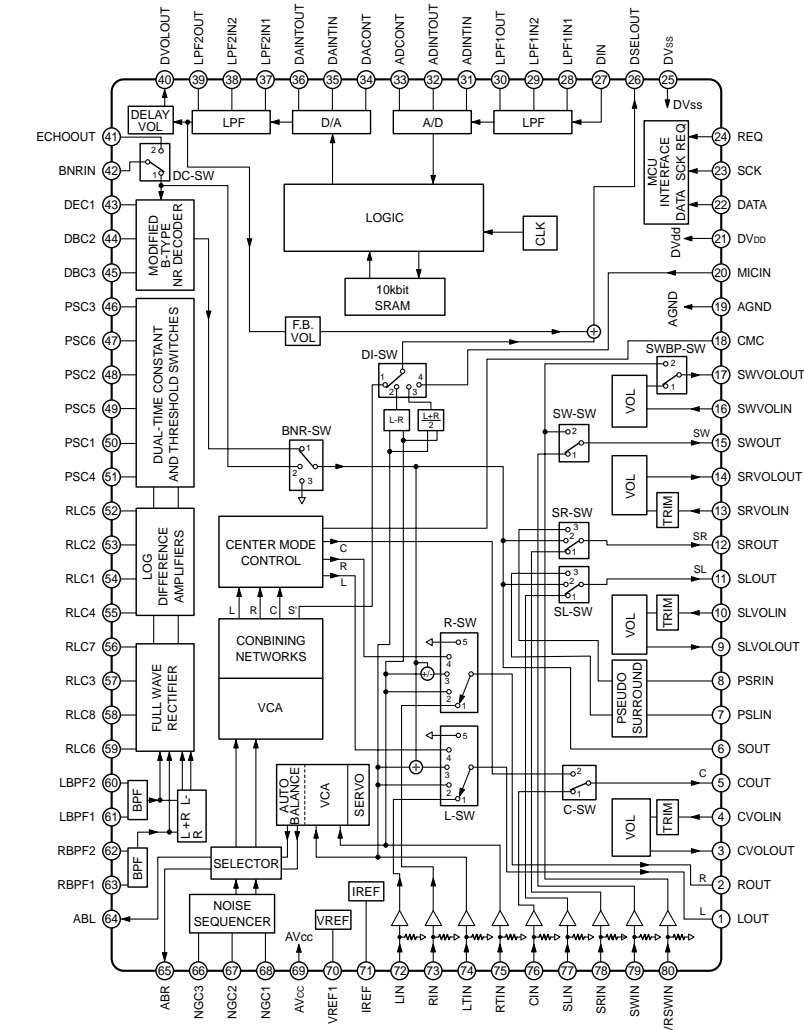 DVOLOUT
LPF2OUT
LPF2IN2
LPF2IN1
DAINTOUT
DAINTIN
DACONT
ADCONT
ADINTOUT
ADINTIN
LPF1OUT
LPF1IN2
LPF1IN1
DIN
DSELOUT
DVSS
40 39 38 37 36 35 34 33 32 31 30 29 28 27 26 25
DELAY
VOL
LPF
D/A
A/D
LPF
DVSS
ECHOOUT 41
BNRIN 42
DEC1 43
DBC2 44
DBC3 45
PSC3 46
PSC6 47
PSC2 48
PSC5 49
PSC1 50
PSC4 51
RLC5 52
RLC2 53
RLC1 54
RLC4 55
RLC7 56
RLC3 57
RLC8 58
RLC6 59
LBPF2 60
LBPF1 61
RBPF2 62
RBPF1 63
ABL 64
2
1
DC-SW
MODIFIED
B-TYPE
NR DECODER
DUAL-TIME CONSTANT
AND THRESHOLD SWITCHES
LOG
DIFFERENCE
AMPLIFIERS
FULL WAVE
RECTIFIER
BPF
BPF
L+R
L-R
LOGIC
CLK
10kbit
SRAM
F.B.
VOL
+
DI-SW
1 2 3 4
L-R
L+R
2
BNR-SW
1
2
3
CENTER MODE
CONTROL
C
R
L
L R C S'
CONBINING
NETWORKS
VCA
AUTO
BALANCE
VCA
SERVO
SELECTOR
NOISE
SEQUENCER
AVCC
VREF
IREF
MCU
INTERFACE
DATA SCK REQ
DVdd
AGND
SWBP-SW
2
1
VOL
SW-SW
2
1
SW
VOL
TRIM
SR-SW
3
2
1
SR
3
2
1
SL
SL-SW
VOL
TRIM
R-SW
5
4
3
2
1
+/-
PSEUDO
SURROUND
5
4
3
2
1
+
L-SW
2
1
C
C-SW
VOL
TRIM
R
L
24 REQ
23 SCK
22 DATA
21 DVDD
20 MICIN
19 AGND
18 CMC
17 SWVOLOUT
16 SWVOLIN
15 SWOUT
14 SRVOLOUT
13 SRVOLIN
12 SROUT
11 SLOUT
10 SLVOLIN
9 SLVOLOUT
8 PSRIN
7 PSLIN
6 SOUT
5 COUT
4 CVOLIN
3 CVOLOUT
2 ROUT
1 LOUT
65 66 67 68 69 70 71 72 73 74 75 76 77 78 79 80
ABR
NGC3
NGC2
NGC1
AVCC
VREF1
IREF
LIN
RIN
LTIN
RTIN
CIN
SLIN
SRIN
SWIN
/RSWIN